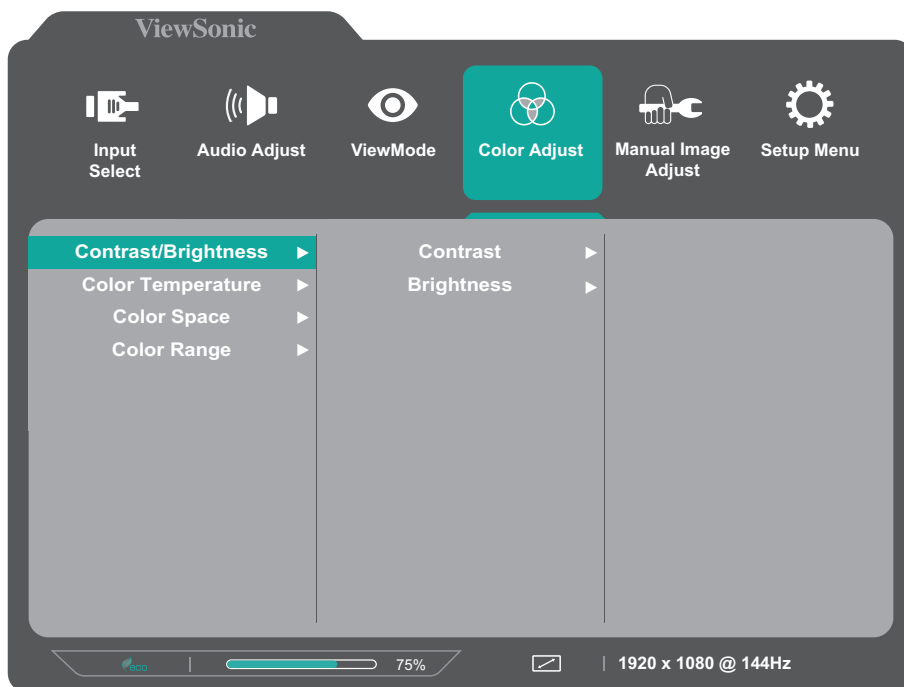 ViewSonic
Input
Select
Audio Adjust
ViewMode
Color Adjust
Manual Image
Adjust
Setup Menu
Contrast/Brightness
Color Temperature
Color Space
Color Range
Contrast
Brightness
eco
75%
1920 x 1080 @ 144Hz